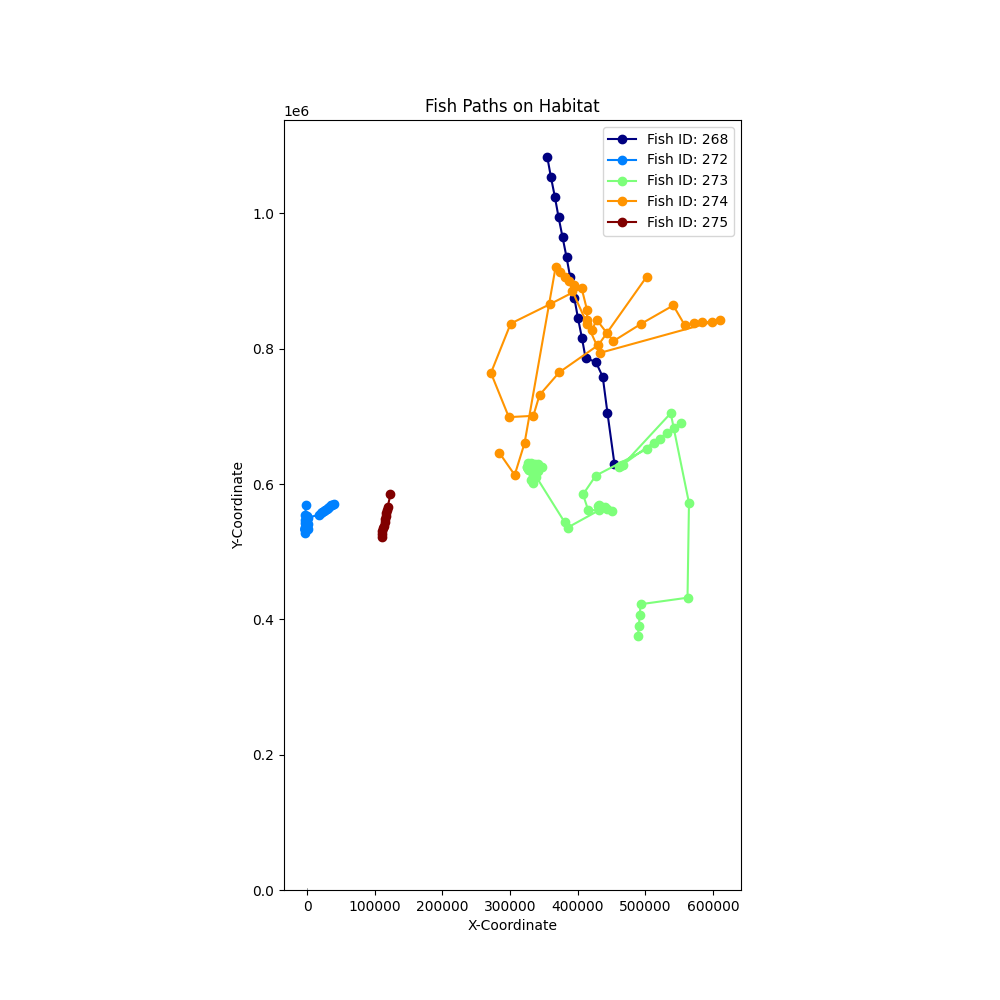 Fish Paths on Habitat
1e6
Fish ID: 268
Fish ID: 272
Fish ID: 273
Fish ID: 274
Fish ID: 275
1.0
0.8
0.6
0.4
0.2
0.0
Y-Coordinate
0 100000 200000 300000 400000 500000 600000
X-Coordinate